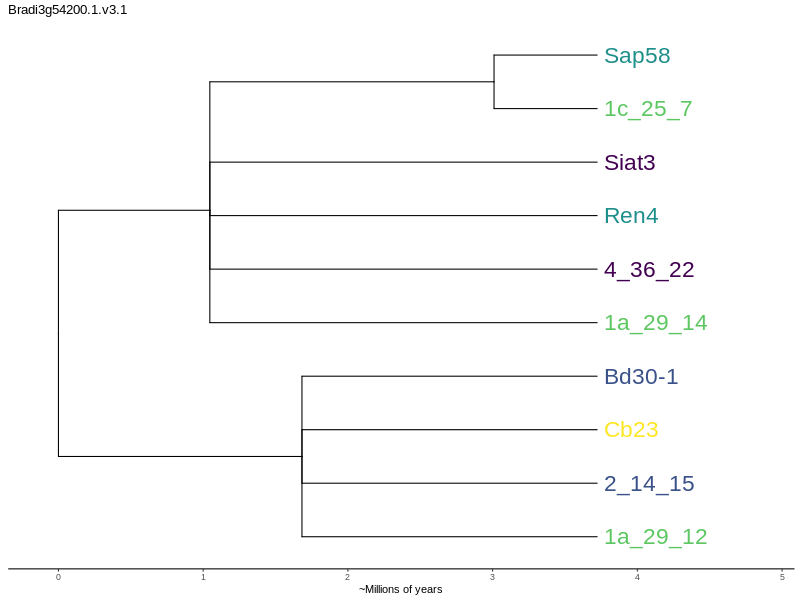 Bradi3g54200.1.v3.1
Sap58
1c_25_7
Siat3
Ren4
4_36_22
1a_29_14
Bd30-1
Cb23
2_14_15
1a_29_12
0 1 2 3 4 5
~Millions of years